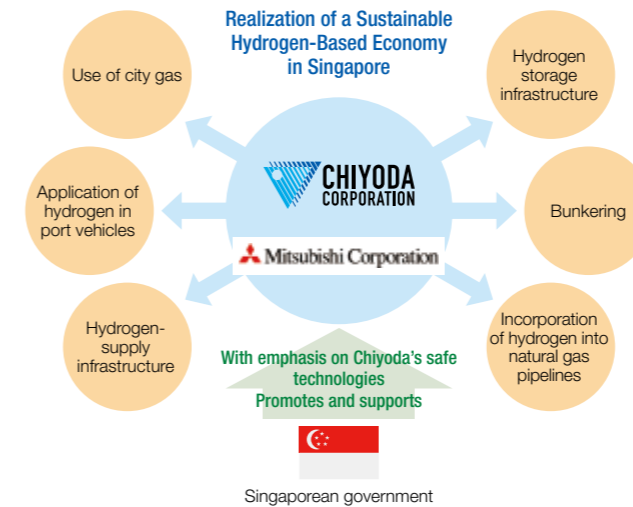 Realization of a Sustainable
Hydrogen-Based Economy
in Singapore
Use of city gas
Hydrogen
storage
infrastructure
CHIYODA
CORPORATION
Application of
hydrogen in
port vehicles
Bunkering
Mitsubishi Corporation
Hydrogen-
supply
infrastructure
Incorporation
of hydrogen into
natural gas
pipelines
With emphasis on Chiyoda's safe
technologies
Promotes and supports
Singaporean government